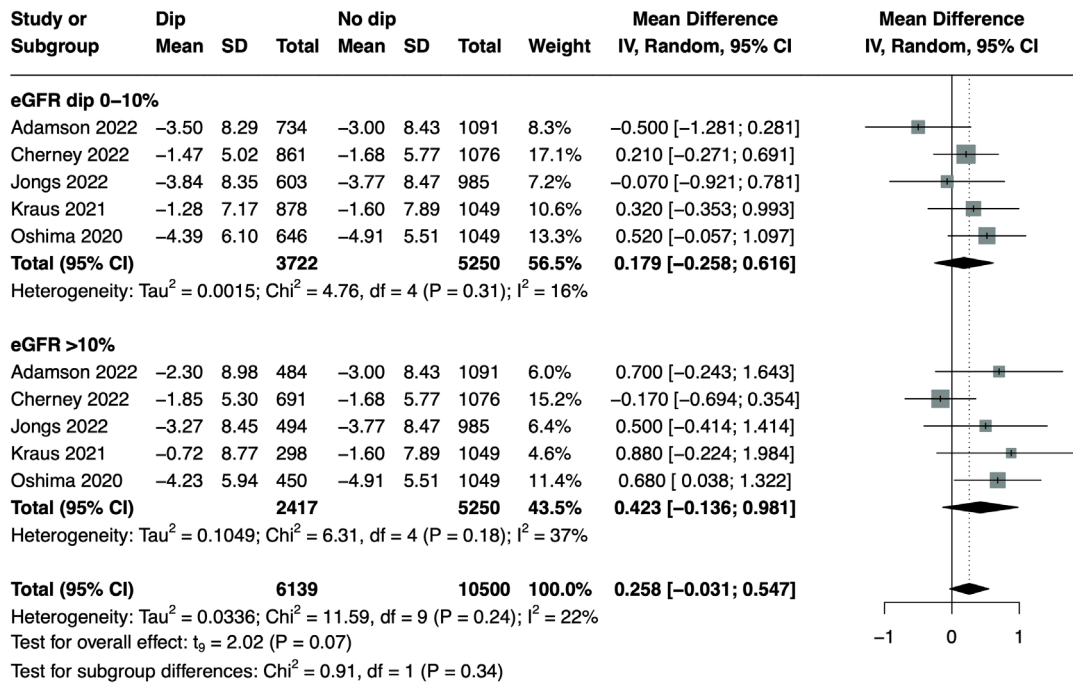 Study or Dip No dip Mean Difference Mean Difference
Subgroup Mean SD Total Mean SD Total Weight IV, Random, 95% CI IV, Random, 95% CI
eGFR dip 0–10%
Adamson 2022 −3.50 8.29 734 −3.00 8.43 1091 8.3% −0.500 [−1.281; 0.281]
Cherney 2022 −1.47 5.02 861 −1.68 5.77 1076 17.1% 0.210 [−0.271; 0.691]
Jongs 2022 −3.84 8.35 603 −3.77 8.47 985 7.2% −0.070 [−0.921; 0.781]
Kraus 2021 −1.28 7.17 878 −1.60 7.89 1049 10.6% 0.320 [−0.353; 0.993]
Oshima 2020 −4.39 6.10 646 −4.91 5.51 1049 13.3% 0.520 [−0.057; 1.097]
Total (95% CI) 3722 5250 56.5% 0.179 [−0.258; 0.616]
Heterogeneity: Tau² = 0.0015; Chi² = 4.76, df = 4 (P = 0.31); I² = 16%
eGFR >10%
Adamson 2022 −2.30 8.98 484 −3.00 8.43 1091 6.0% 0.700 [−0.243; 1.643]
Cherney 2022 −1.85 5.30 691 −1.68 5.77 1076 15.2% −0.170 [−0.694; 0.354]
Jongs 2022 −3.27 8.45 494 −3.77 8.47 985 6.4% 0.500 [−0.414; 1.414]
Kraus 2021 −0.72 8.77 298 −1.60 7.89 1049 4.6% 0.880 [−0.224; 1.984]
Oshima 2020 −4.23 5.94 450 −4.91 5.51 1049 11.4% 0.680 [ 0.038; 1.322]
Total (95% CI) 2417 5250 43.5% 0.423 [−0.136; 0.981]
Heterogeneity: Tau² = 0.1049; Chi² = 6.31, df = 4 (P = 0.18); I² = 37%
Total (95% CI) 6139 10500 100.0% 0.258 [−0.031; 0.547]
Heterogeneity: Tau² = 0.0336; Chi² = 11.59, df = 9 (P = 0.24); I² = 22%
Test for overall effect: t₉ = 2.02 (P = 0.07)
−1 0 1
Test for subgroup differences: Chi² = 0.91, df = 1 (P = 0.34)